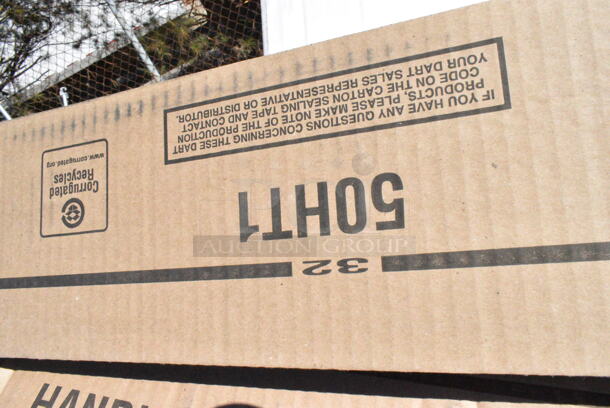 IF YOU HAVE ANY QUESTIONS CONCERNING THESE DART
PRODUCTS, PLEASE MAKE NOTE OF THE PRODUCTION
CODE ON THE CARTON SEALING TAPE AND CONTACT
YOUR DART SALES REPRESENTATIVE OR DISTRIBUTOR.
Corrugated
Recycles
www.corrugated.org
50HT1
32
AUCTION GROUP